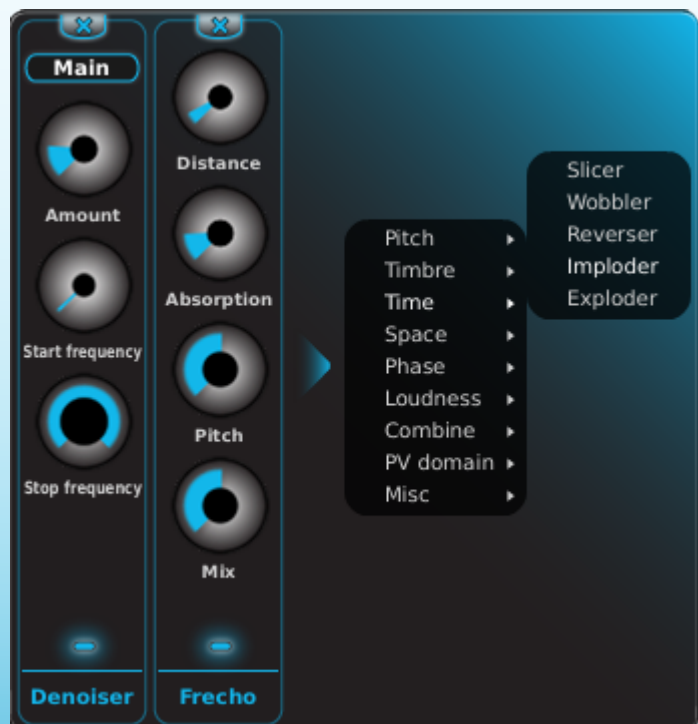 Main
Amount
Start frequency
Stop frequency
Denoiser
Distance
Absorption
Pitch
Mix
Frecho
Pitch
Timbre
Time
Space
Phase
Loudness
Combine
PV domain
Misc
Slicer
Wobbler
Reverser
Imploder
Exploder